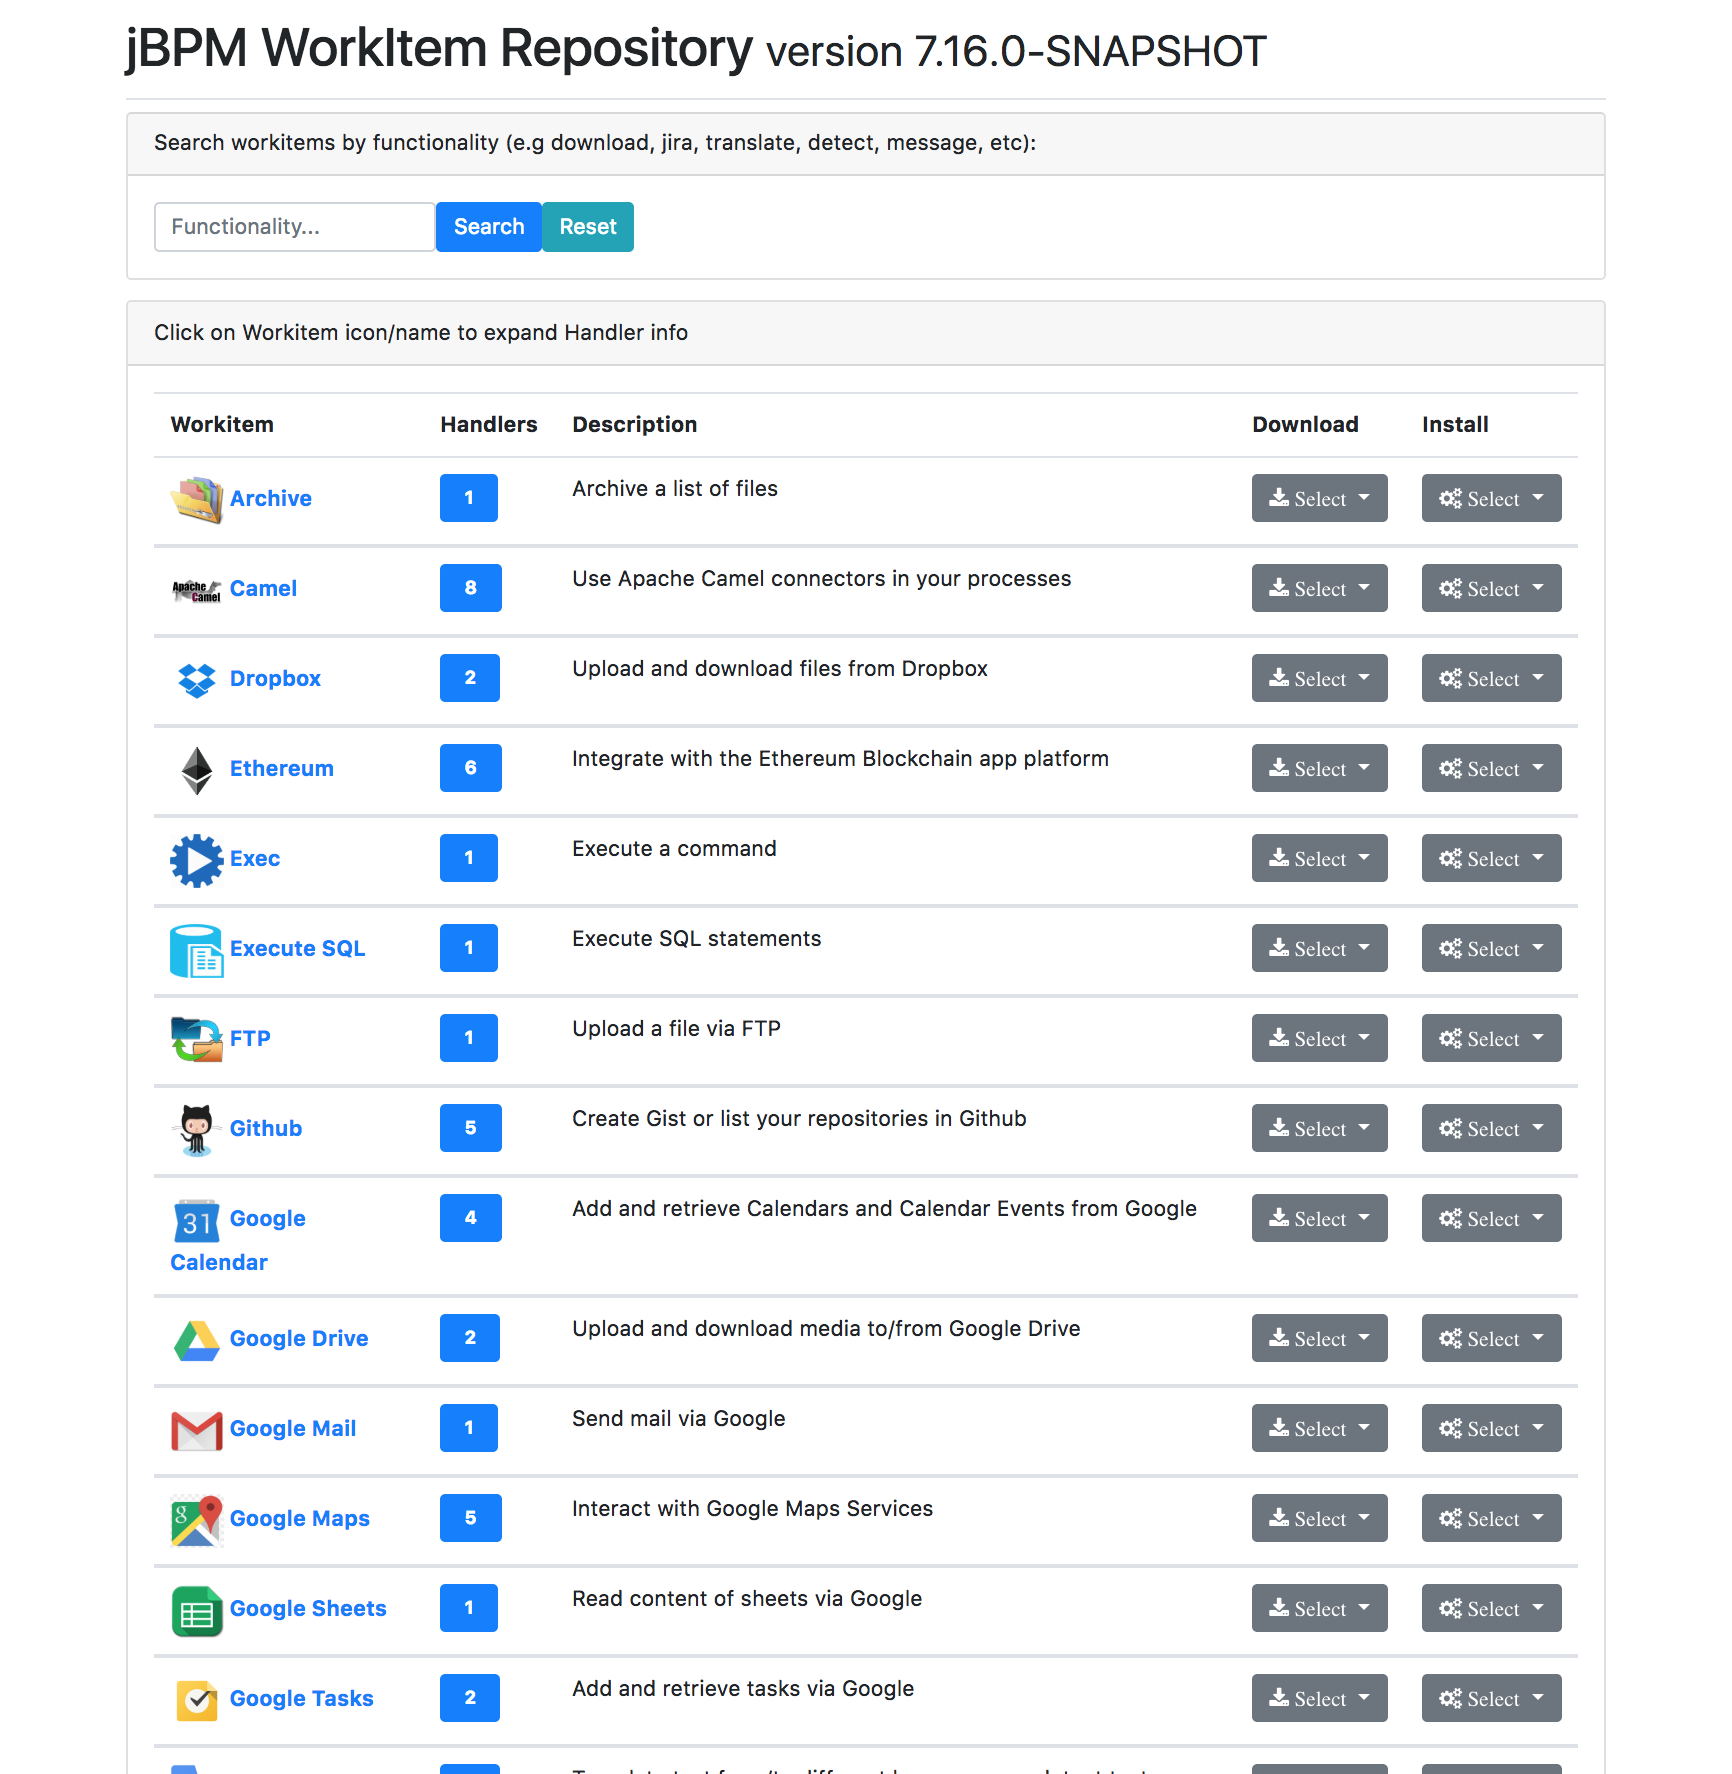 jBPM WorkItem Repository version 7.16.0-SNAPSHOT
Search workitems by functionality (e.g download, jira, translate, detect, message, etc):
Functionality... Search Reset
Click on Workitem icon/name to expand Handler info
Workitem Handlers Description Download Install
Archive 1 Archive a list of files Select Select
Apache Camel Camel 8 Use Apache Camel connectors in your processes Select Select
Dropbox 2 Upload and download files from Dropbox Select Select
Ethereum 6 Integrate with the Ethereum Blockchain app platform Select Select
Exec 1 Execute a command Select Select
Execute SQL 1 Execute SQL statements Select Select
FTP 1 Upload a file via FTP Select Select
Github 5 Create Gist or list your repositories in Github Select Select
31 Google 4 Add and retrieve Calendars and Calendar Events from Google Select Select
Calendar
Google Drive 2 Upload and download media to/from Google Drive Select Select
Google Mail 1 Send mail via Google Select Select
g Google Maps 5 Interact with Google Maps Services Select Select
Google Sheets 1 Read content of sheets via Google Select Select
Google Tasks 2 Add and retrieve tasks via Google Select Select